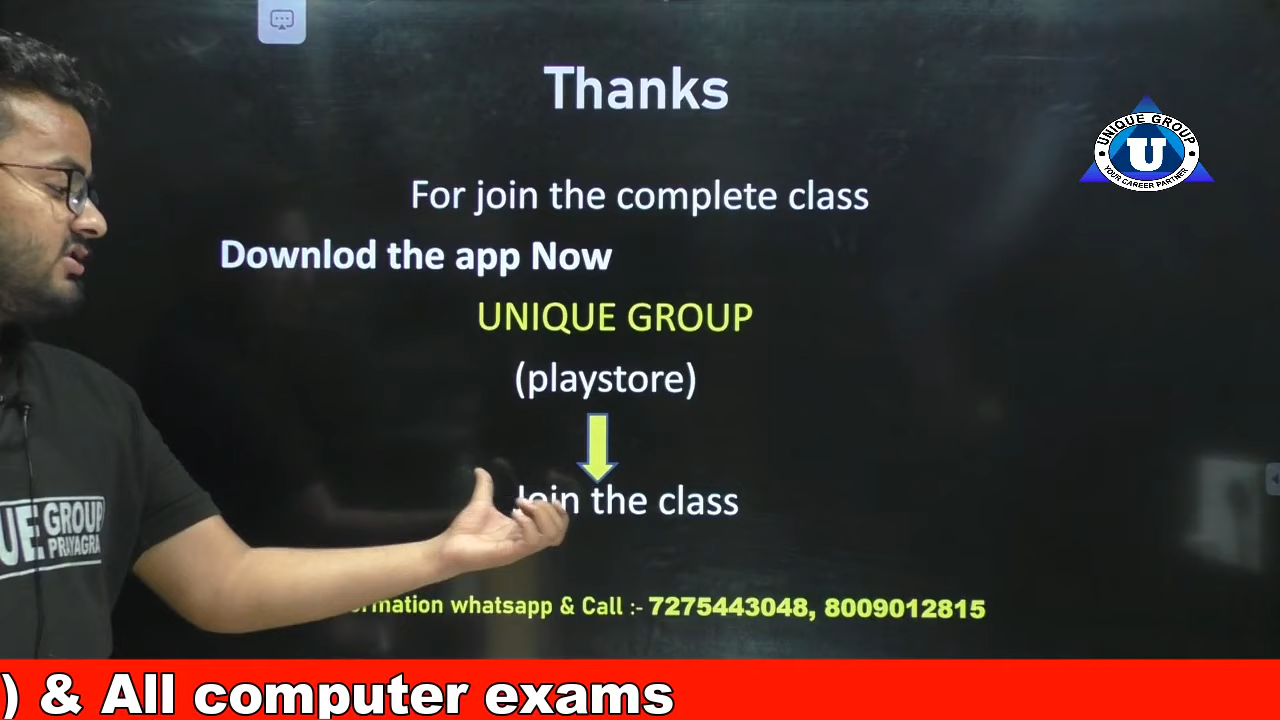 Thanks
UNIQUE GROUP
U
YOUR CAREER PARTNER
For join the complete class
Downlod the app Now
UNIQUE GROUP
(playstore)
Join the class
GROUP
whatsapp & Call :- 7275443048, 8009012815
) & All computer exams